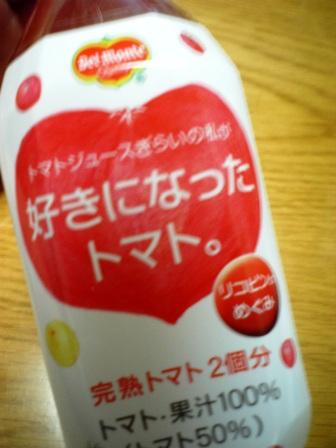 Del Monte
トマトジュースぎらいの私が
好きになった
トマト。
リコピンの
めぐみ
完熟トマト2個分
トマト・果汁100%
(トマト50%)